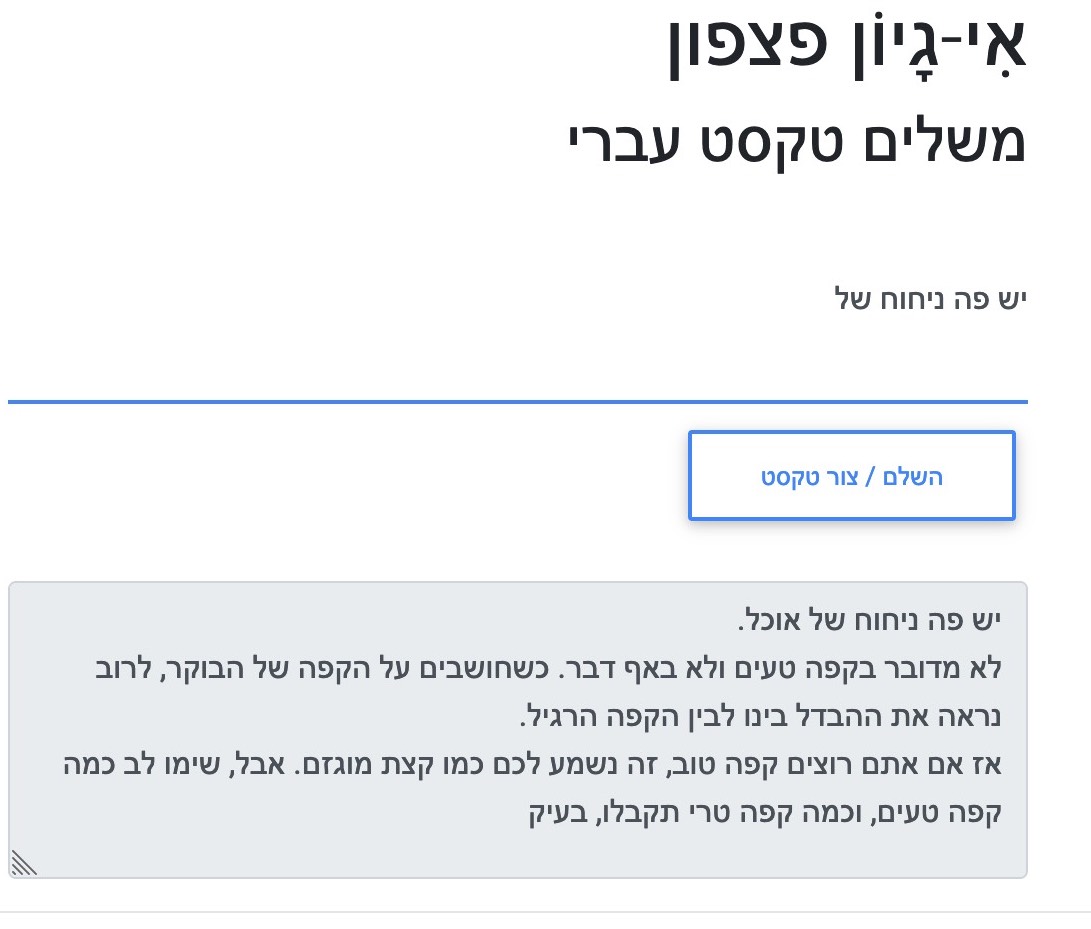 אִי-גָיוֹן פצפון
משלים טקסט עברי
יש פה ניחוח של
השלם / צור טקסט
יש פה ניחוח של אוכל.
לא מדובר בקפה טעים ולא באף דבר. כשחושבים על הקפה של הבוקר, לרוב
נראה את ההבדל בינו לבין הקפה הרגיל.
אז אם אתם רוצים קפה טוב, זה נשמע לכם כמו קצת מוגזם. אבל, שימו לב כמה
קפה טעים, וכמה קפה טרי תקבלו, בעיק